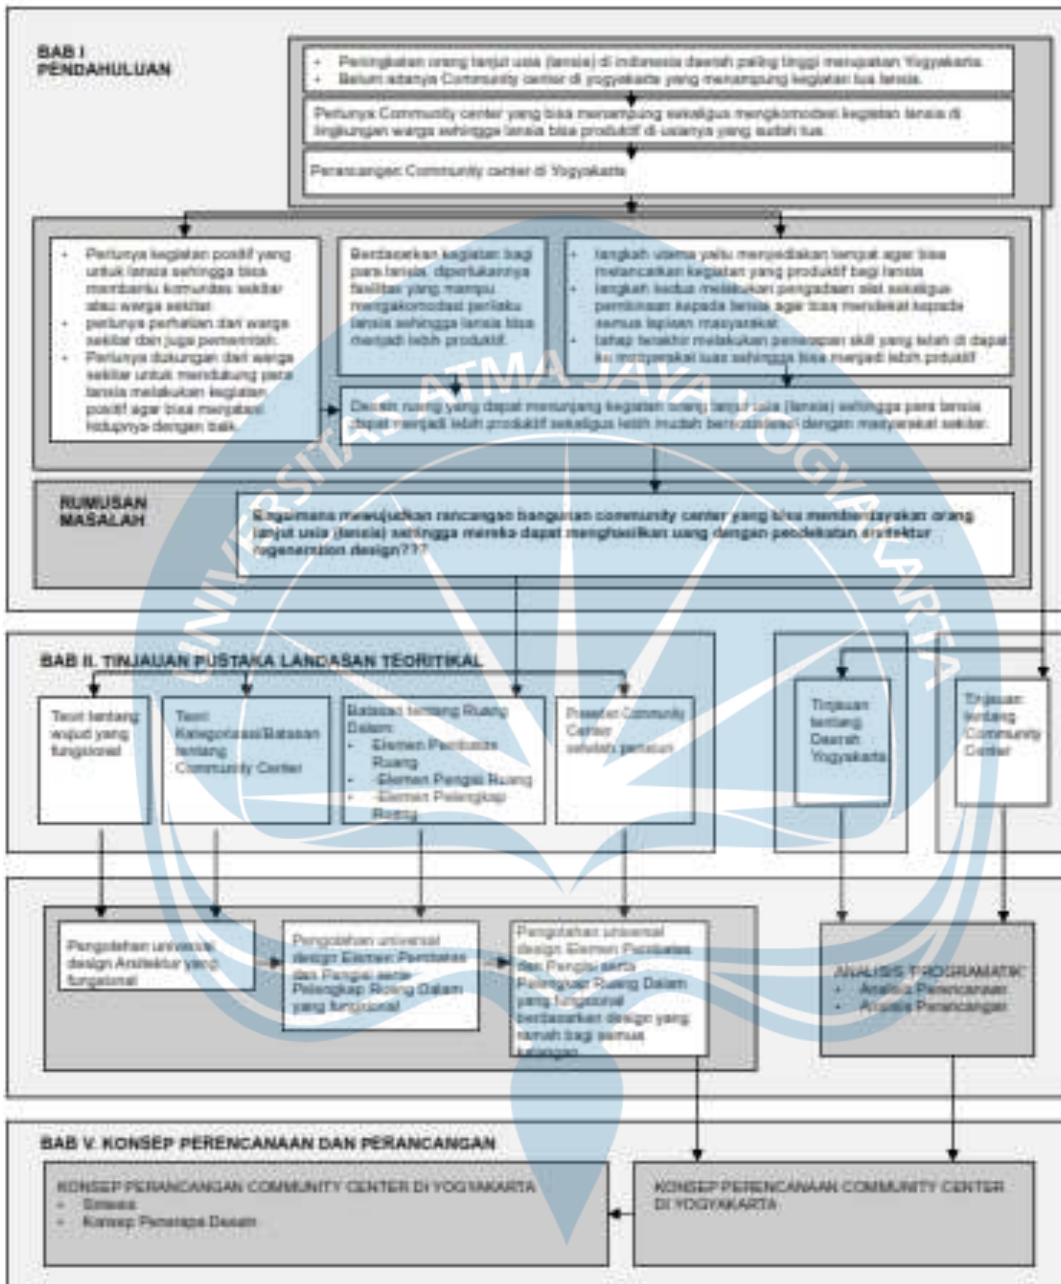 BAB I
PENDAHULUAN
• Peningkatan orang lanjut usia (lansia) di indonesia daerah paling tinggi merupakan Yogyakarta.
• Belum adanya Community center di yogyakarta yang menampung kegiatan tua lansia.
Perlunya Community center yang bisa menampung sekaligus mengkomodasi kegiatan lansia di
lingkungan warga sehingga lansia bisa produktif di usianya yang sudah tua.
Perancangan Community center di Yogyakarta
• Perlunya kegiatan positif yang
untuk lansia sehingga bisa
membantu komunitas sekitar
atau warga sekitar.
• perlunya perhatian dari warga
sekitar dan juga pemerintah.
• Perlunya dukungan dari warga
sekitar untuk mendukung para
lansia melakukan kegiatan
positif agar bisa menjalani
hidupnya dengan baik.
Berdasarkan kegiatan bagi
para lansia, diperlukannya
fasilitas yang mampu
mengakomodasi perilaku
lansia sehingga lansia bisa
menjadi lebih produktif.
• langkah utama yaitu menyediakan tempat agar bisa
melancarkan kegiatan yang produktif bagi lansia
• langkah kedua melakukan pengadaan alat sekaligus
pembinaan kepada lansia agar bisa mendekat kepada
semua lapisan masyarakat
• tahap terakhir melakukan penerapan skill yang telah di dapat
ke masyarakat luas sehingga bisa menjadi lebih produktif
Desain ruang yang dapat menunjang kegiatan orang lanjut usia (lansia) sehingga para lansia
dapat menjadi lebih produktif sekaligus lebih mudah bersosialisasi dengan masyarakat sekitar.
RUMUSAN
MASALAH
Bagaimana mewujudkan rancangan bangunan community center yang bisa memberdayakan orang
lanjut usia (lansia) sehingga mereka dapat menghasilkan uang dengan pendekatan arsitektur
regeneration design???
UNIVERSITAS ATMA JAYA YOGYAKARTA
BAB II. TINJAUAN PUSTAKA LANDASAN TEORITIKAL
Teori tentang
wujud yang
fungsional
Teori
Kategorisasi/Batasan
tentang
Community Center
Batasan tentang Ruang
Dalam:
• Elemen Pembatas
Ruang
• -Elemen Pengisi Ruang
• -Elemen Pelengkap
Ruang
Preseden Community
Center
setelah pensiun
Tinjauan
tentang
Daerah
Yogyakarta
Tinjauan
tentang
Community
Center
Pengolahan universal
design Arsitektur yang
fungsional
Pengolahan universal
design Elemen Pembatas
dan Pengisi serta
Pelengkap Ruang Dalam
yang fungsional
Pengolahan universal
design Elemen Pembatas
dan Pengisi serta
Pelengkap Ruang Dalam
yang fungsional
berdasarkan design yang
ramah bagi semua
kalangan
ANALISIS PROGRAMATIK:
• Analisis Perencanaan
• Analisis Perancangan
BAB V. KONSEP PERENCANAAN DAN PERANCANGAN
KONSEP PERANCANGAN COMMUNITY CENTER DI YOGYAKARTA
• Sintesis
• Konsep Penerapa Desain
KONSEP PERENCANAAN COMMUNITY CENTER
DI YOGYAKARTA